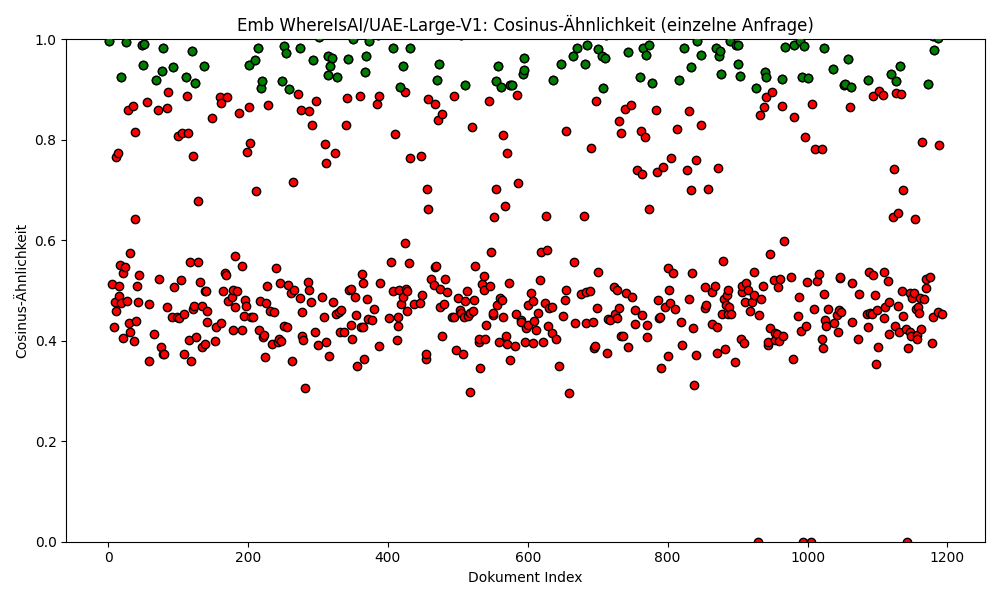 Emb WhereIsAI/UAE-Large-V1: Cosinus-Ähnlichkeit (einzelne Anfrage)
1.0
0.8
0.6
0.4
0.2
0.0
Cosinus-Ähnlichkeit
0 200 400 600 800 1000 1200
Dokument Index